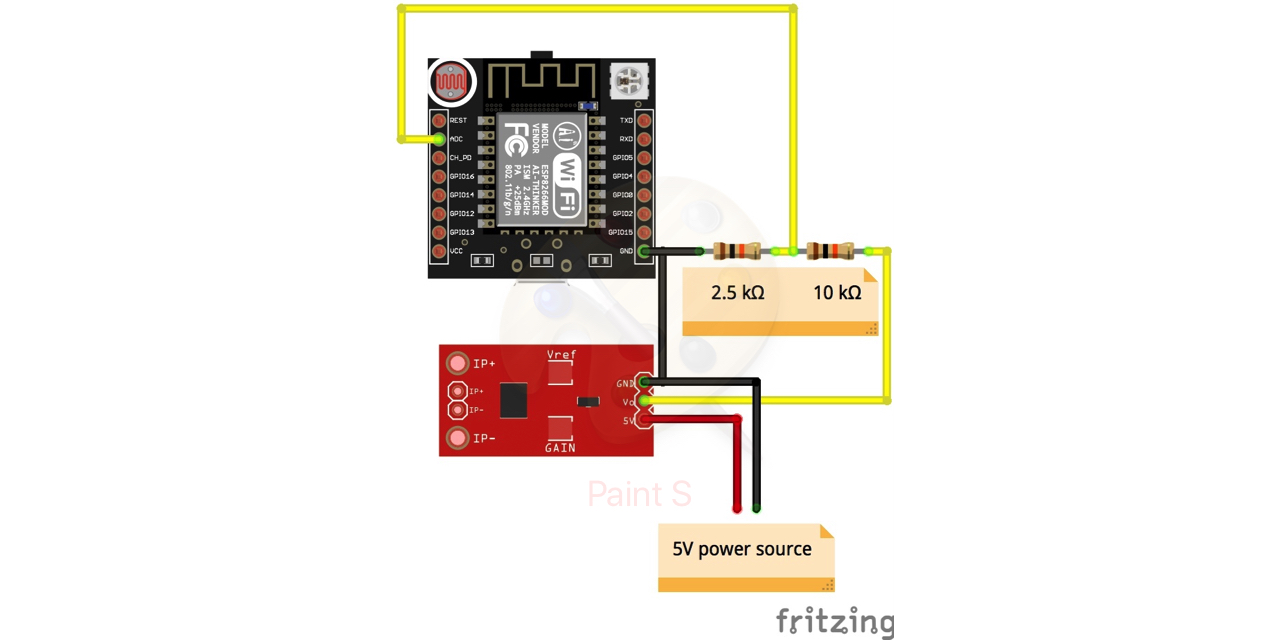 REST
ADC
CH_PD
GPIO16
GPIO14
GPIO12
GPIO13
VCC
MODEL
VENDOR
ESP8266MOD
AI-THINKER
ISM 2.4GHz
PA +25dBm
802.11b/g/n
FC
Ai
WiFi
TXD
RXD
GPIO5
GPIO4
GPIO0
GPIO2
GPIO15
GND
2.5 kΩ
10 kΩ
IP+
IP+
IP-
IP-
Vref
GAIN
GND
Vo
5V
Paint S
5V power source
fritzing